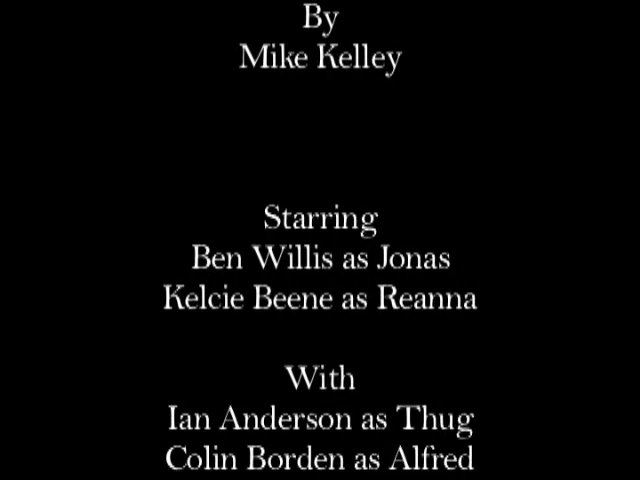 By
Mike Kelley
Starring
Ben Willis as Jonas
Kelcie Beene as Reanna
With
Ian Anderson as Thug
Colin Borden as Alfred